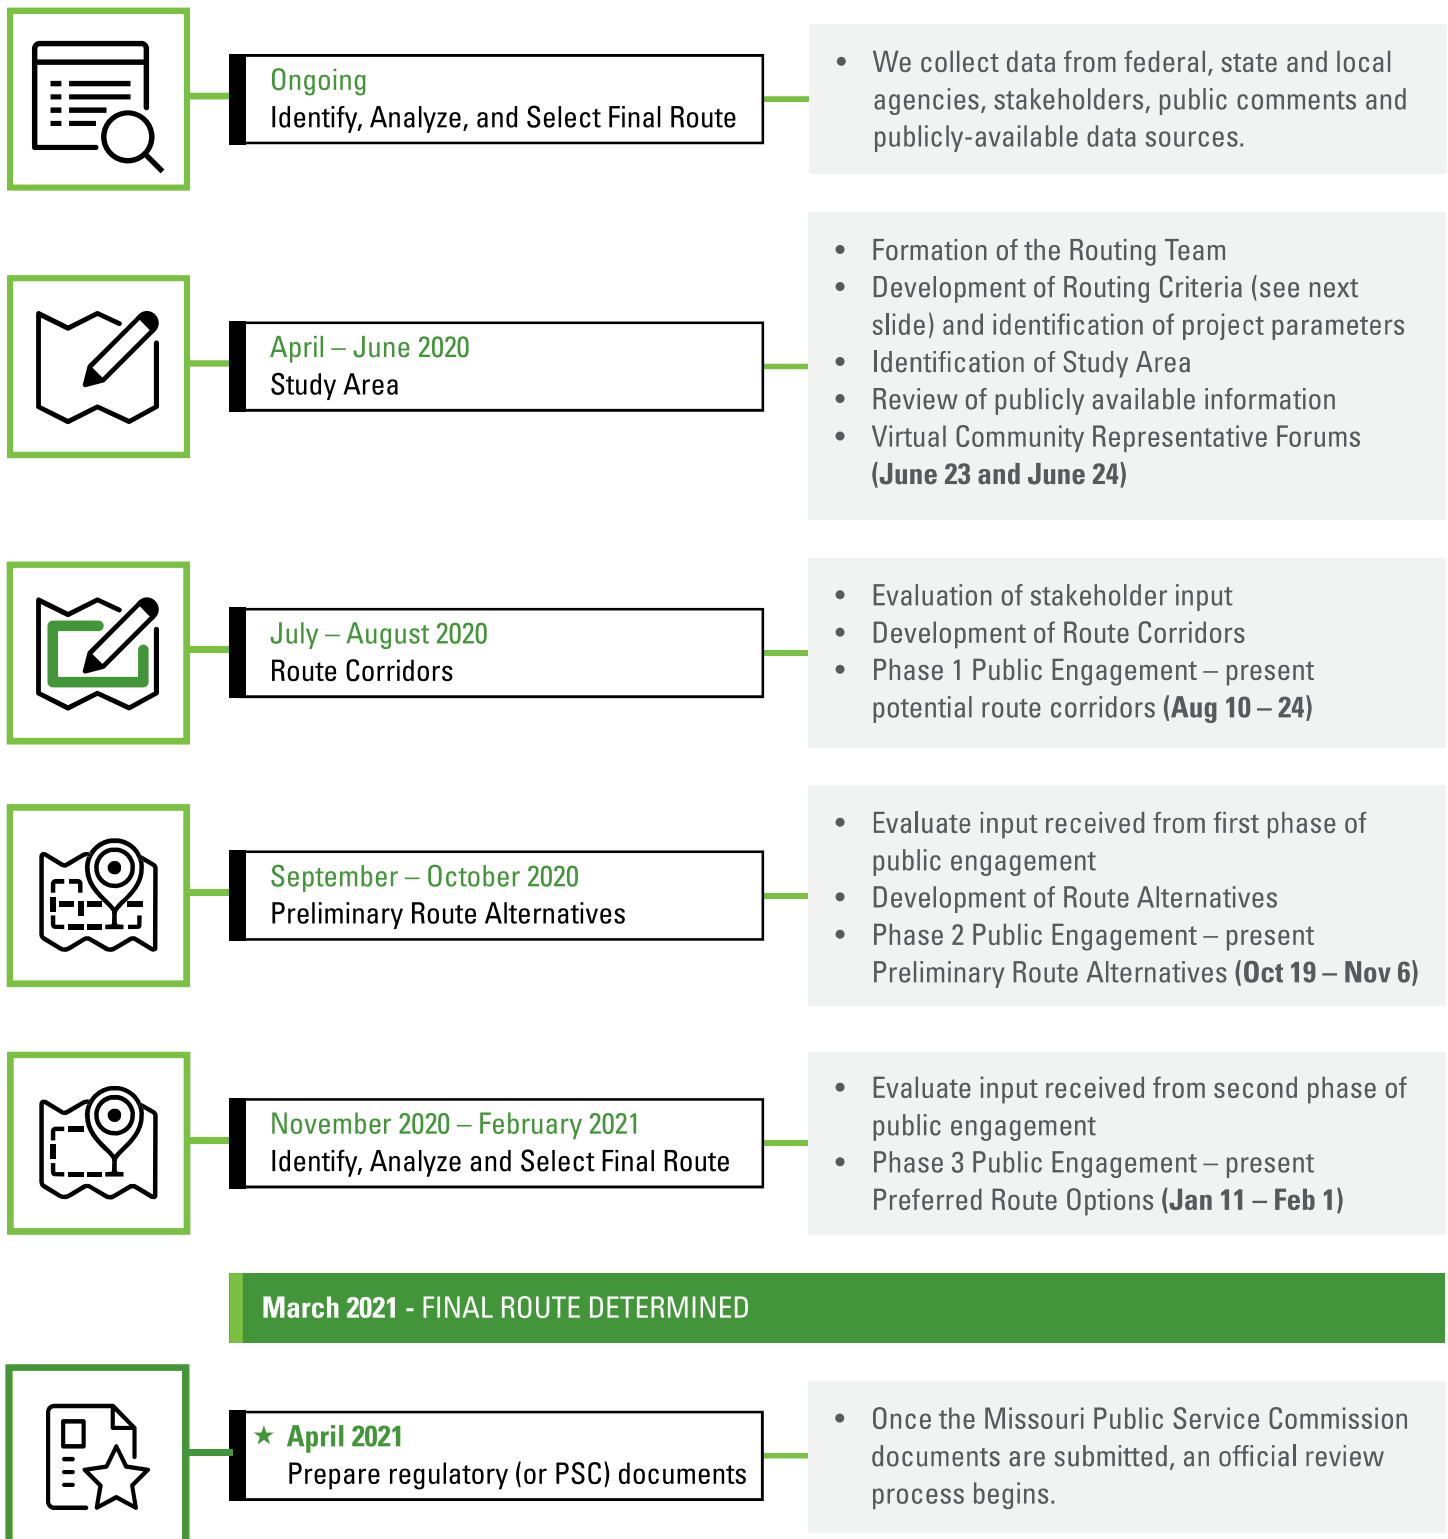 Ongoing
Identify, Analyze, and Select Final Route
• We collect data from federal, state and local
agencies, stakeholders, public comments and
publicly-available data sources.
April – June 2020
Study Area
• Formation of the Routing Team
• Development of Routing Criteria (see next
slide) and identification of project parameters
• Identification of Study Area
• Review of publicly available information
• Virtual Community Representative Forums
(June 23 and June 24)
July – August 2020
Route Corridors
• Evaluation of stakeholder input
• Development of Route Corridors
• Phase 1 Public Engagement – present
potential route corridors (Aug 10 – 24)
September – October 2020
Preliminary Route Alternatives
• Evaluate input received from first phase of
public engagement
• Development of Route Alternatives
• Phase 2 Public Engagement – present
Preliminary Route Alternatives (Oct 19 – Nov 6)
November 2020 – February 2021
Identify, Analyze and Select Final Route
• Evaluate input received from second phase of
public engagement
• Phase 3 Public Engagement – present
Preferred Route Options (Jan 11 – Feb 1)
March 2021 - FINAL ROUTE DETERMINED
★ April 2021
Prepare regulatory (or PSC) documents
• Once the Missouri Public Service Commission
documents are submitted, an official review
process begins.